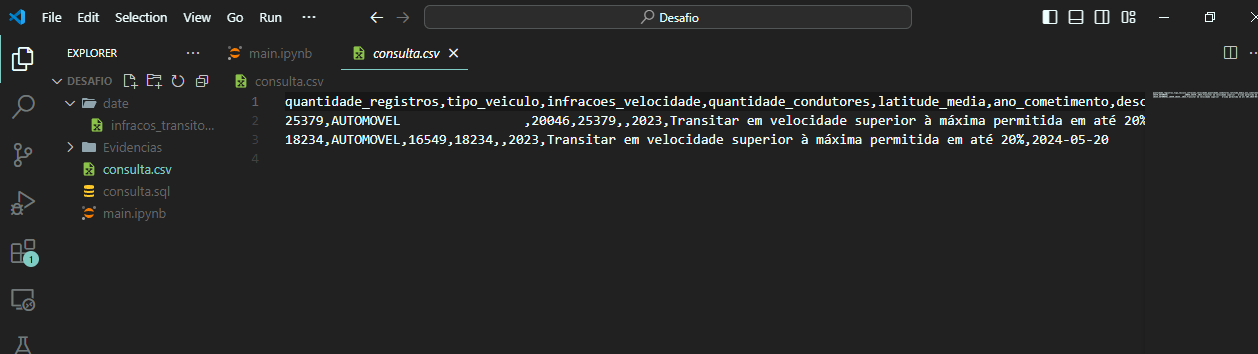 File Edit Selection View Go Run ··· Desafio
EXPLORER ···
main.ipynb
consulta.csv
DESAFIO
date
infracos_transito...
Evidencias
consulta.csv
consulta.sql
main.ipynb
1
consulta.csv
1 quantidade_registros,tipo_veiculo,infracoes_velocidade,quantidade_condutores,latitude_media,ano_cometimento,desc
2 25379,AUTOMOVEL                ,20046,25379,,2023,Transitar em velocidade superior à máxima permitida em até 20%
3 18234,AUTOMOVEL,16549,18234,,2023,Transitar em velocidade superior à máxima permitida em até 20%,2024-05-20
4